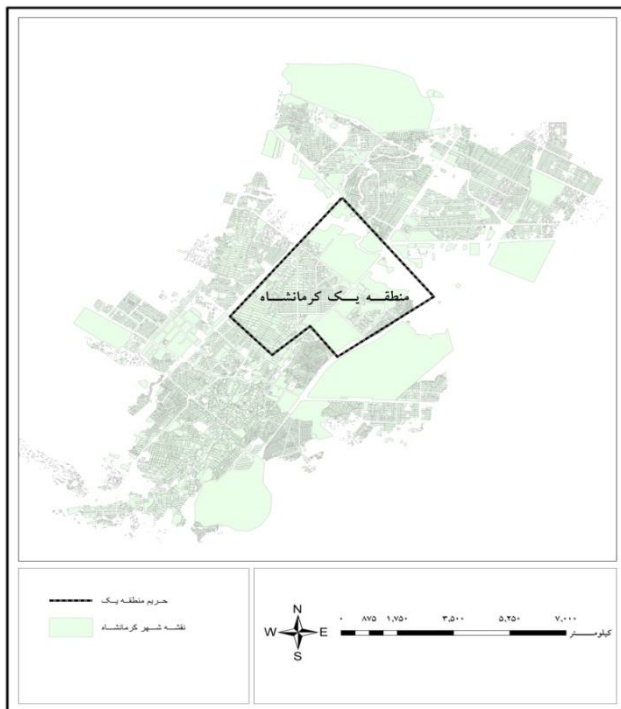 منطقه یک کرمانشاه
حریم منطقه یک
نقشه شهر کرمانشاه
N
W E
S
۰ ۸۷۵ ۱,۷۵۰ ۳,۵۰۰ ۵,۲۵۰ ۷,۰۰۰
کیلومتر